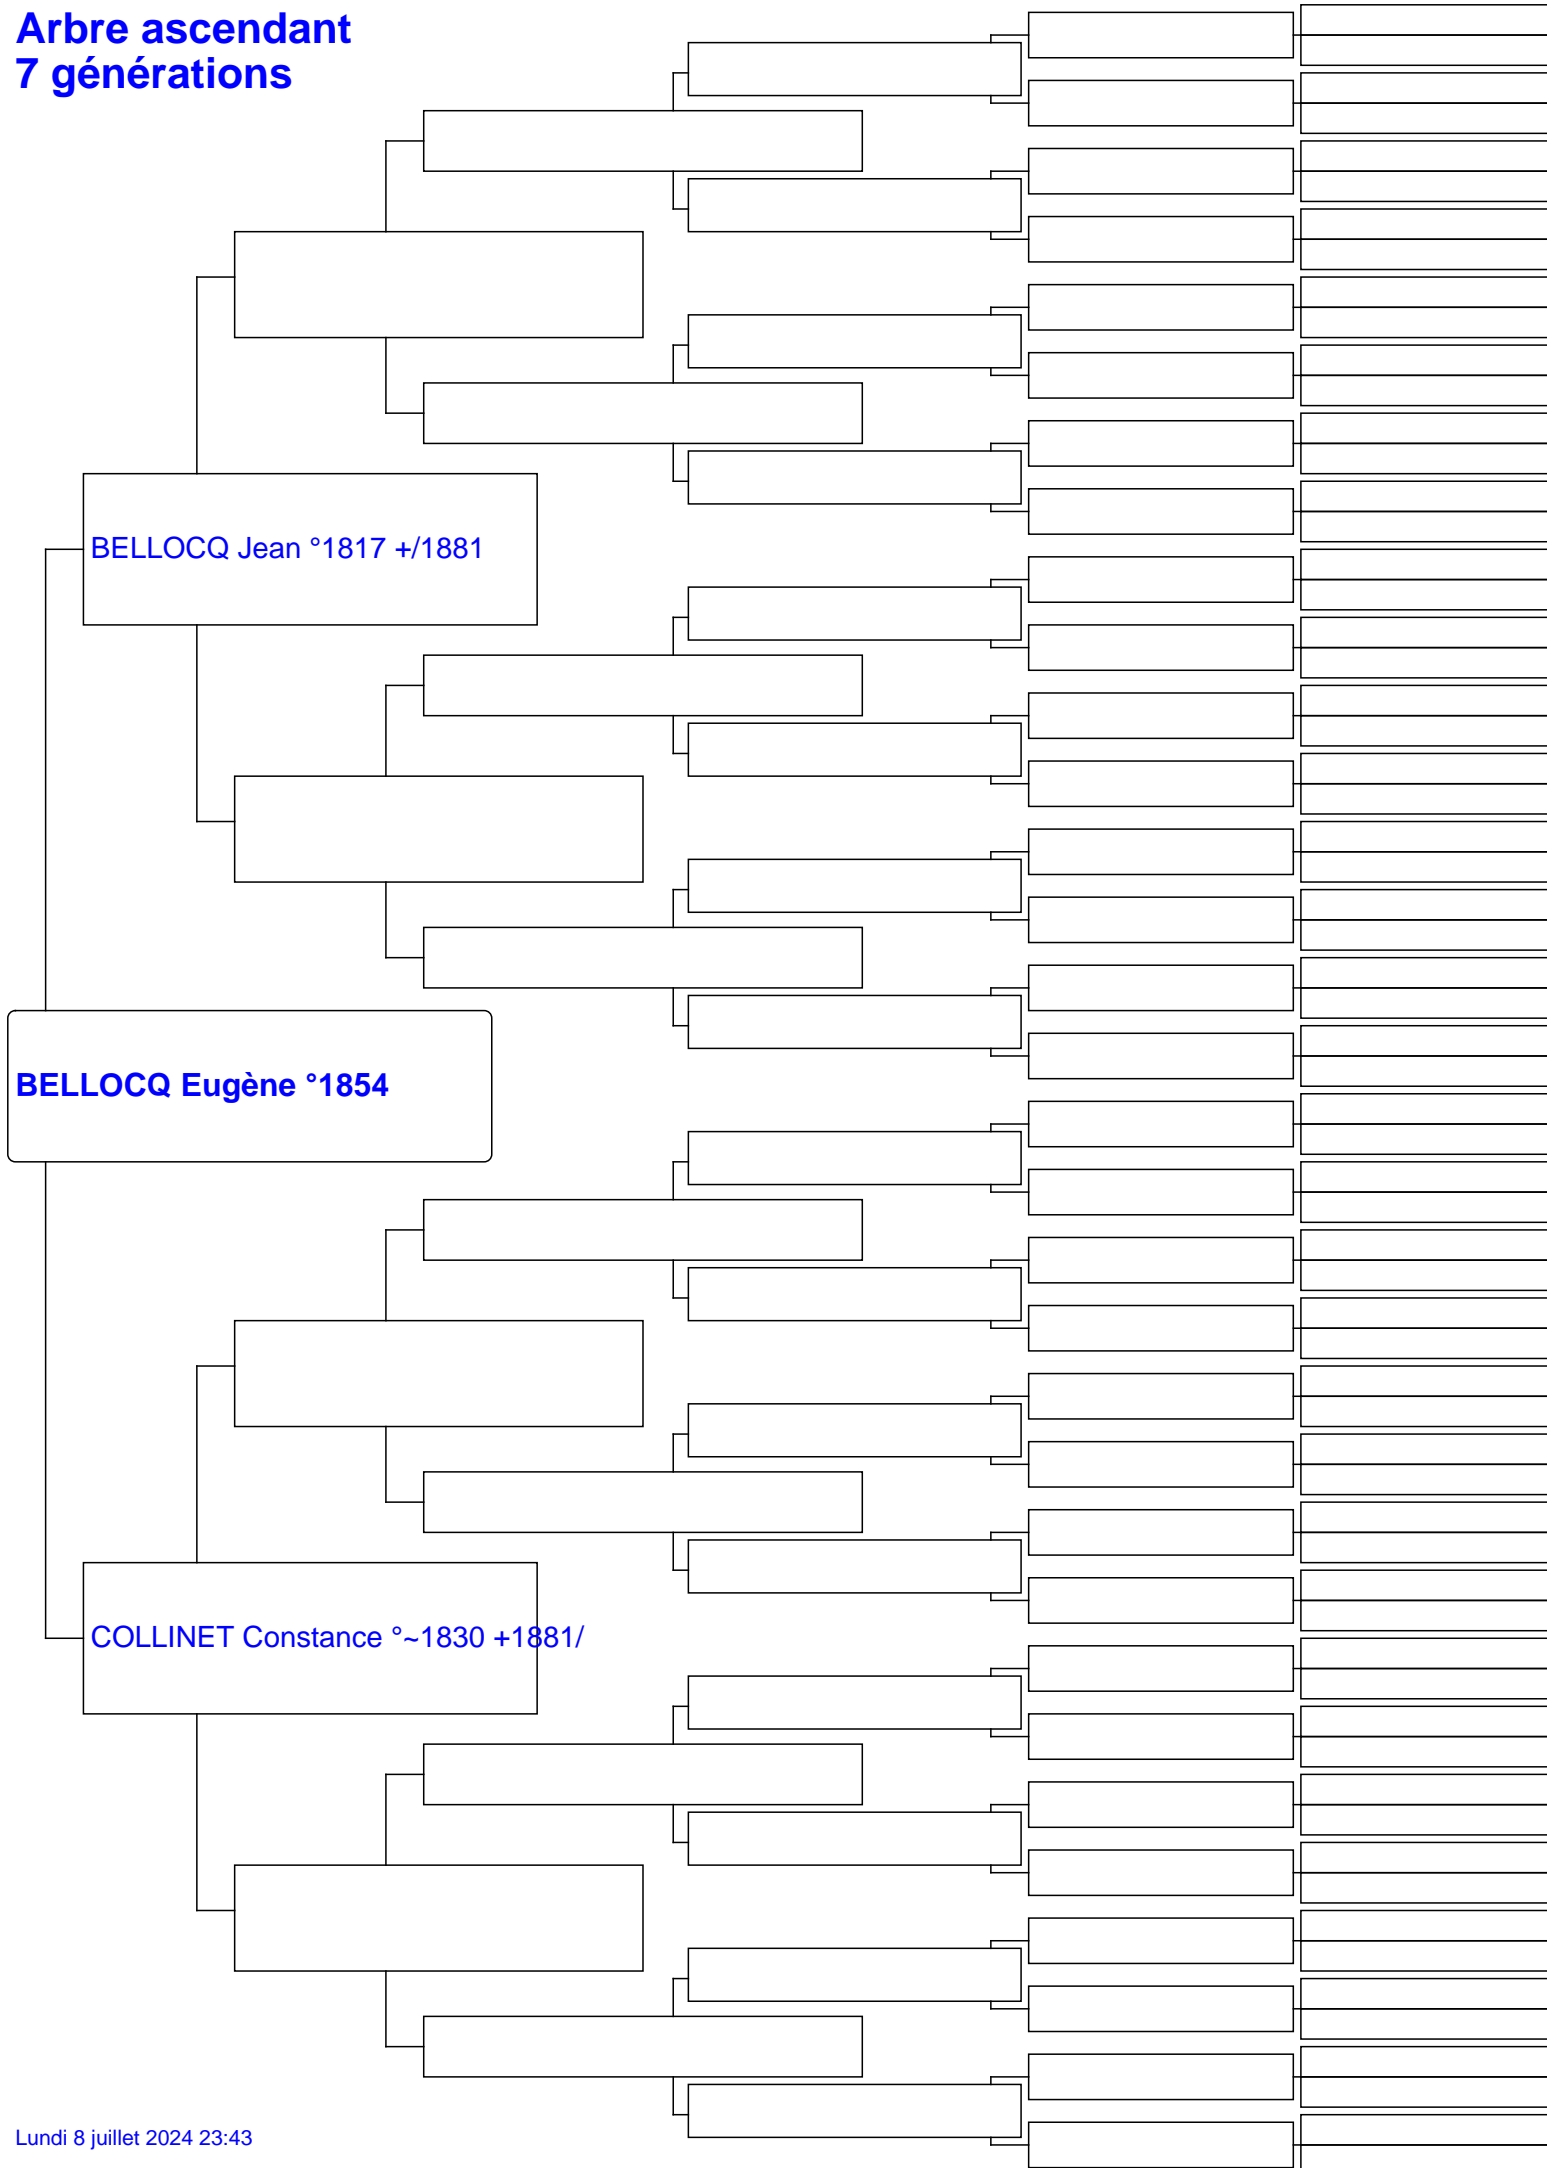 Arbre ascendant
7 générations
BELLOCQ Jean °1817 +/1881
BELLOCQ Eugène °1854
COLLINET Constance °~1830 +1881/
Lundi 8 juillet 2024 23:43